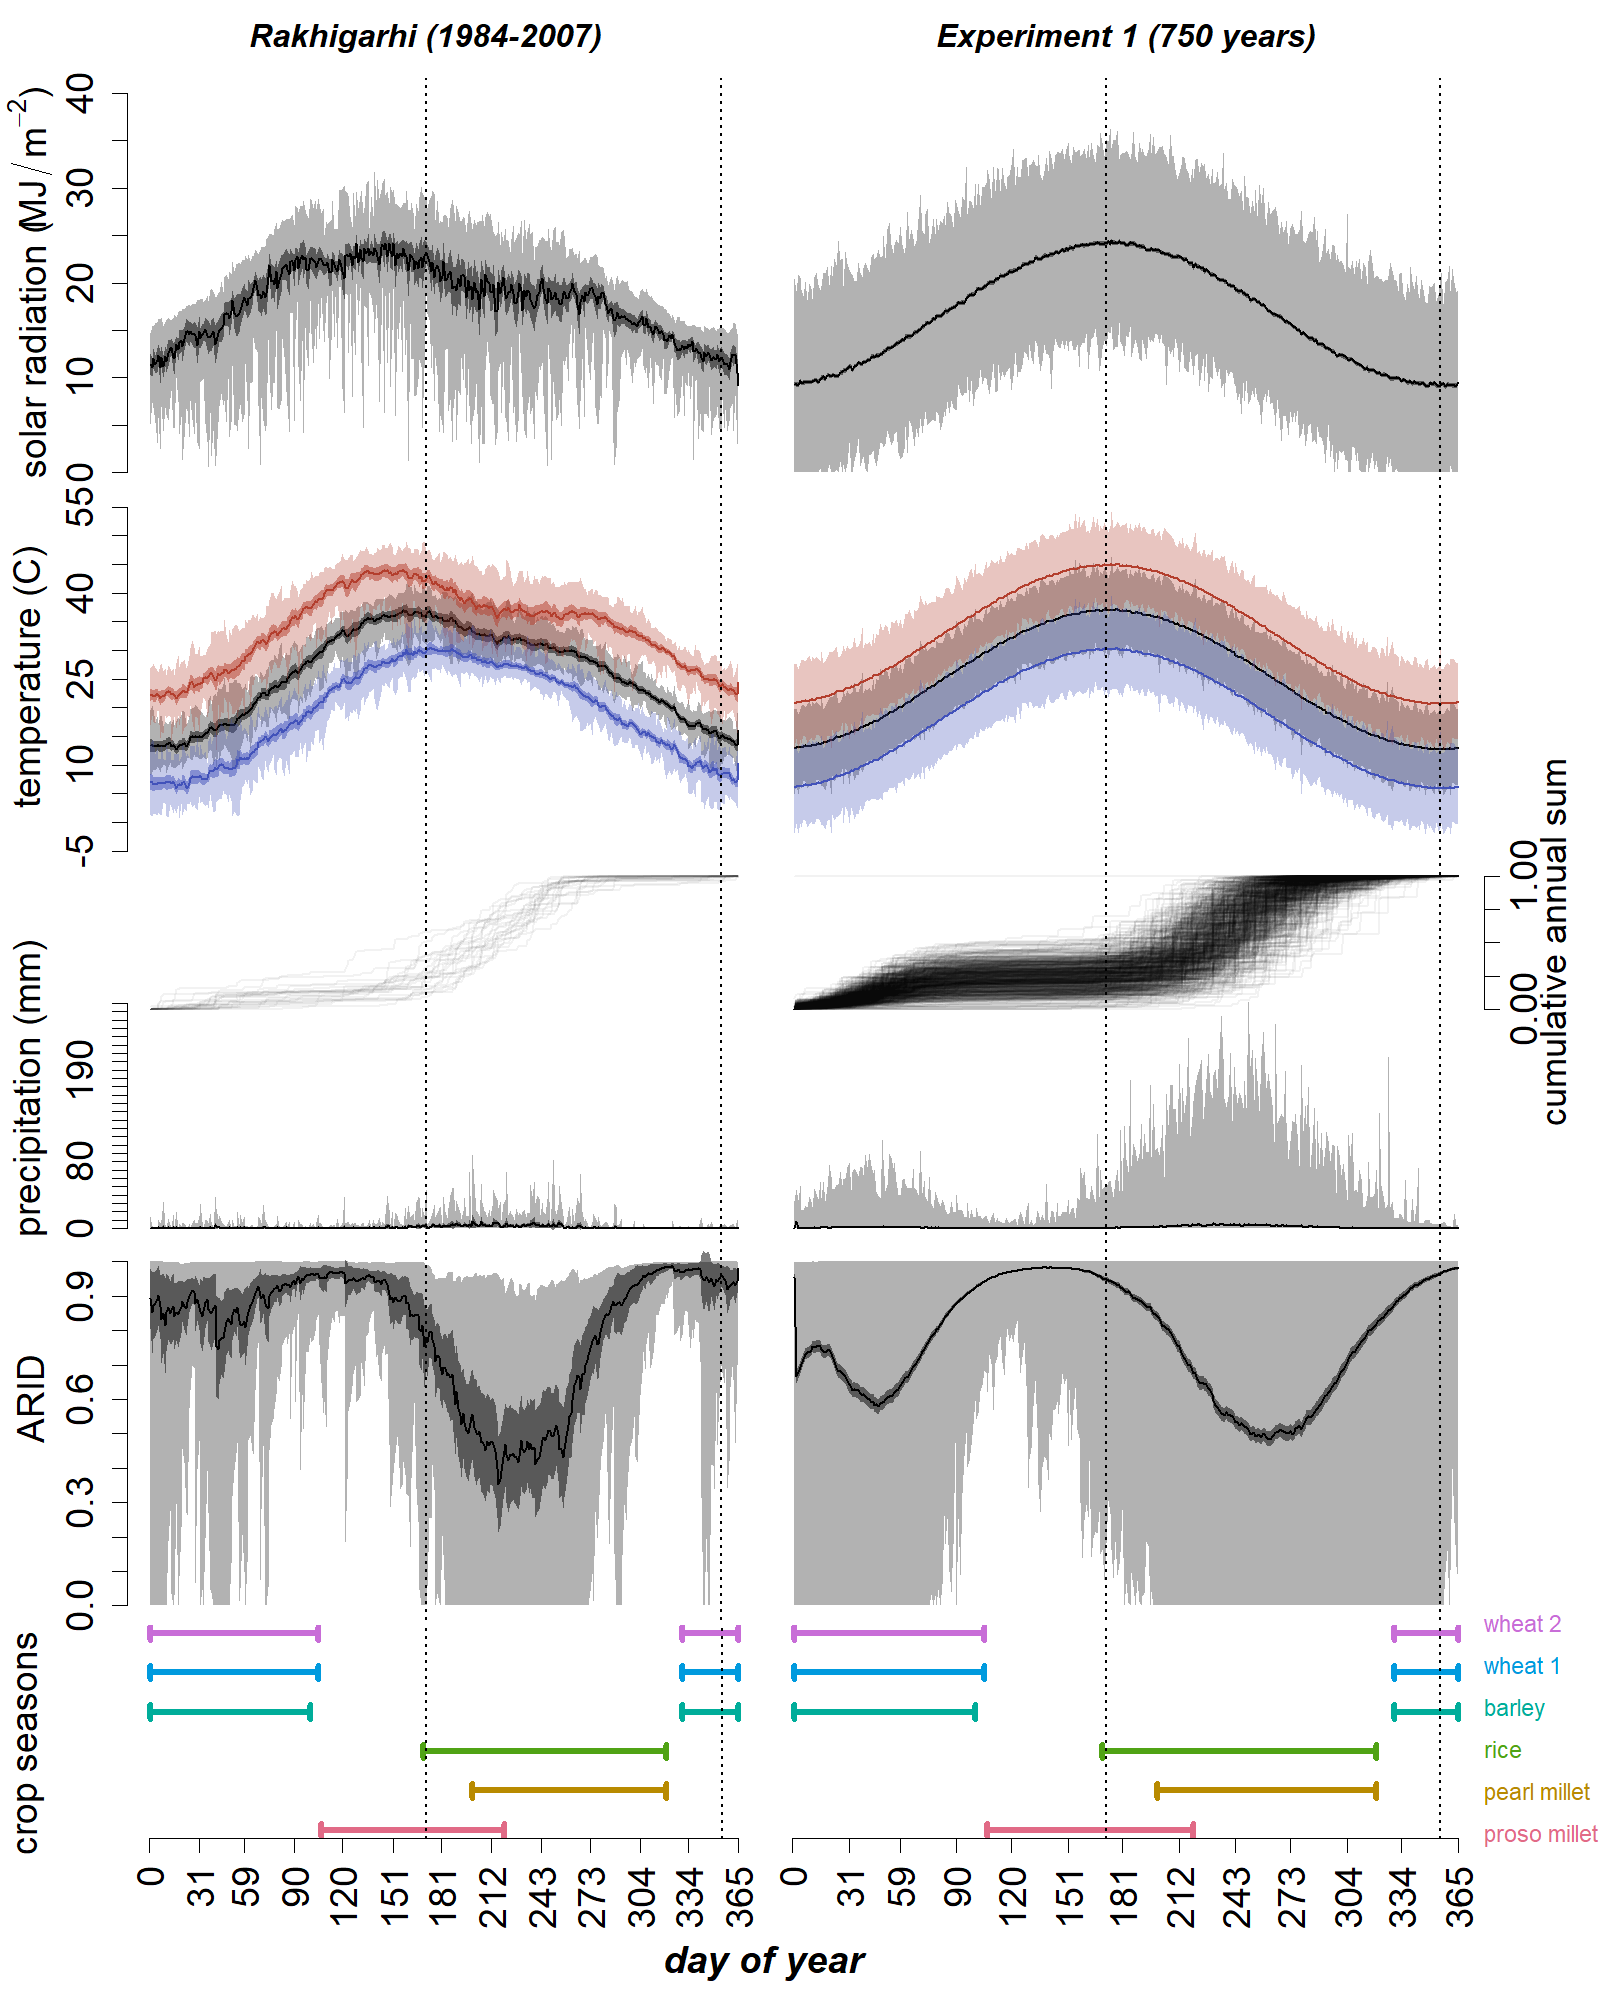 Rakhigarhi (1984-2007)
Experiment 1 (750 years)
solar radiation (MJ/m−2)
0 10 20 30 40
temperature (C)
-5 10 25 40 55
precipitation (mm)
0 80 190
cumulative annual sum
0.00 1.00
ARID
0.0 0.3 0.6 0.9
crop seasons
wheat 2
wheat 1
barley
rice
pearl millet
proso millet
0 31 59 90 120 151 181 212 243 273 304 334 365
0 31 59 90 120 151 181 212 243 273 304 334 365
day of year